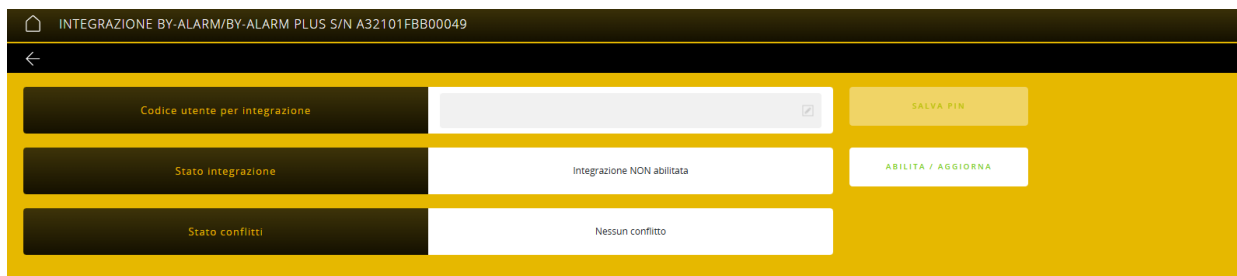 INTEGRAZIONE BY-ALARM/BY-ALARM PLUS S/N A32101FBB00049
Codice utente per integrazione
SALVA PIN
Stato integrazione
Integrazione NON abilitata
ABILITA / AGGIORNA
Stato conflitti
Nessun conflitto